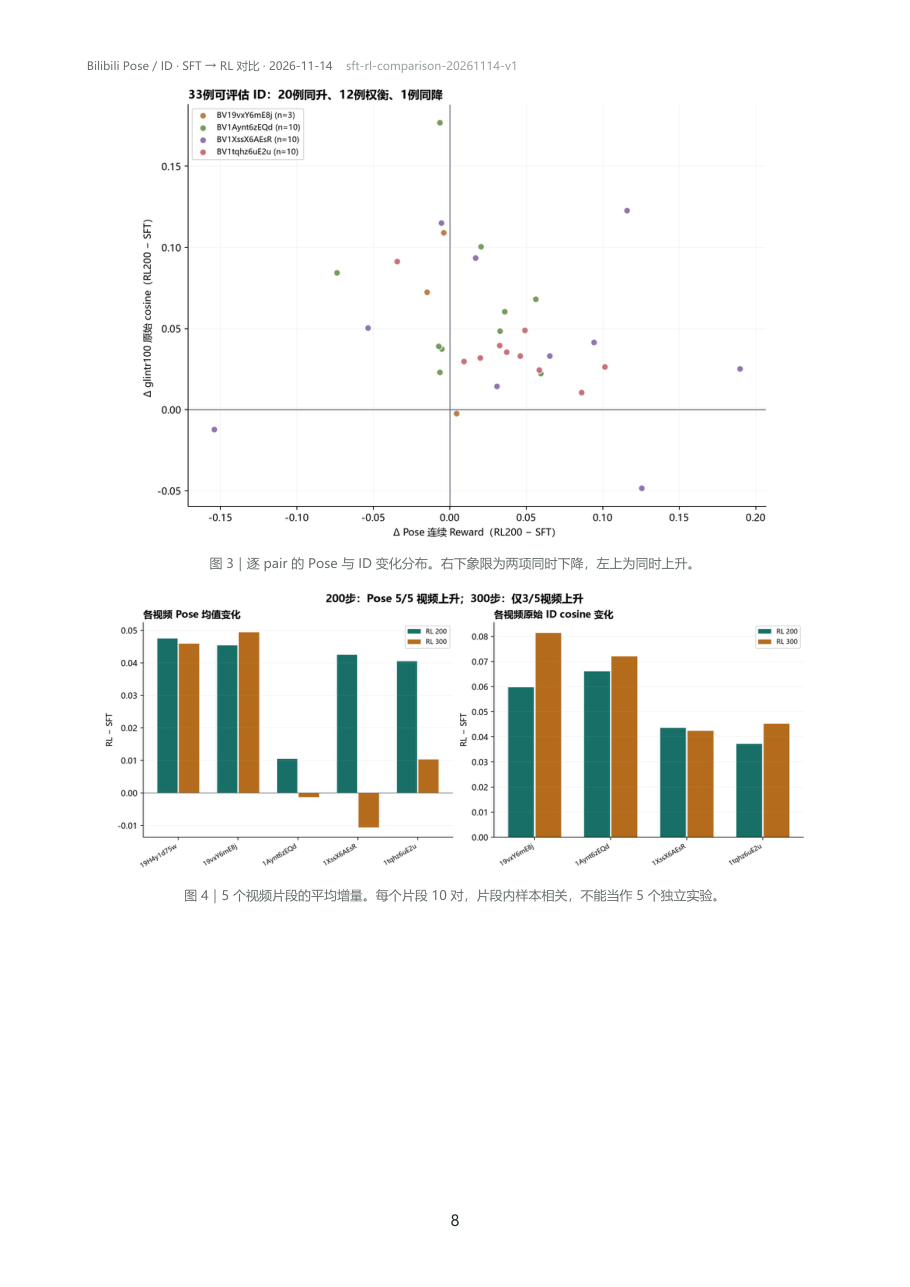 Bilibili Pose / ID · SFT → RL 对比 · 2026-11-14 sft-rl-comparison-20261114-v1
33例可评估 ID：20例同升、12例权衡、1例同降
BV19vxY6mE8j (n=3)
BV1Aynt6zEQd (n=10)
BV1XssX6AEsR (n=10)
BV1tqhz6uE2u (n=10)
Δ glintr100 原始 cosine（RL200 − SFT）
0.15
0.10
0.05
0.00
-0.05
-0.15 -0.10 -0.05 0.00 0.05 0.10 0.15 0.20
Δ Pose 连续 Reward（RL200 − SFT）
图 3｜逐 pair 的 Pose 与 ID 变化分布。右下象限为两项同时下降，左上为同时上升。
200步：Pose 5/5 视频上升；300步：仅3/5视频上升
各视频 Pose 均值变化
RL 200
RL 300
RL − SFT
0.05
0.04
0.03
0.02
0.01
0.00
-0.01
19H4y1d75w 19vxY6mE8j 1Aynt6zEQd 1XssX6AEsR 1tqhz6uE2u
各视频原始 ID cosine 变化
RL 200
RL 300
RL − SFT
0.08
0.07
0.06
0.05
0.04
0.03
0.02
0.01
0.00
19vxY6mE8j 1Aynt6zEQd 1XssX6AEsR 1tqhz6uE2u
图 4｜5 个视频片段的平均增量。每个片段 10 对，片段内样本相关，不能当作 5 个独立实验。
8